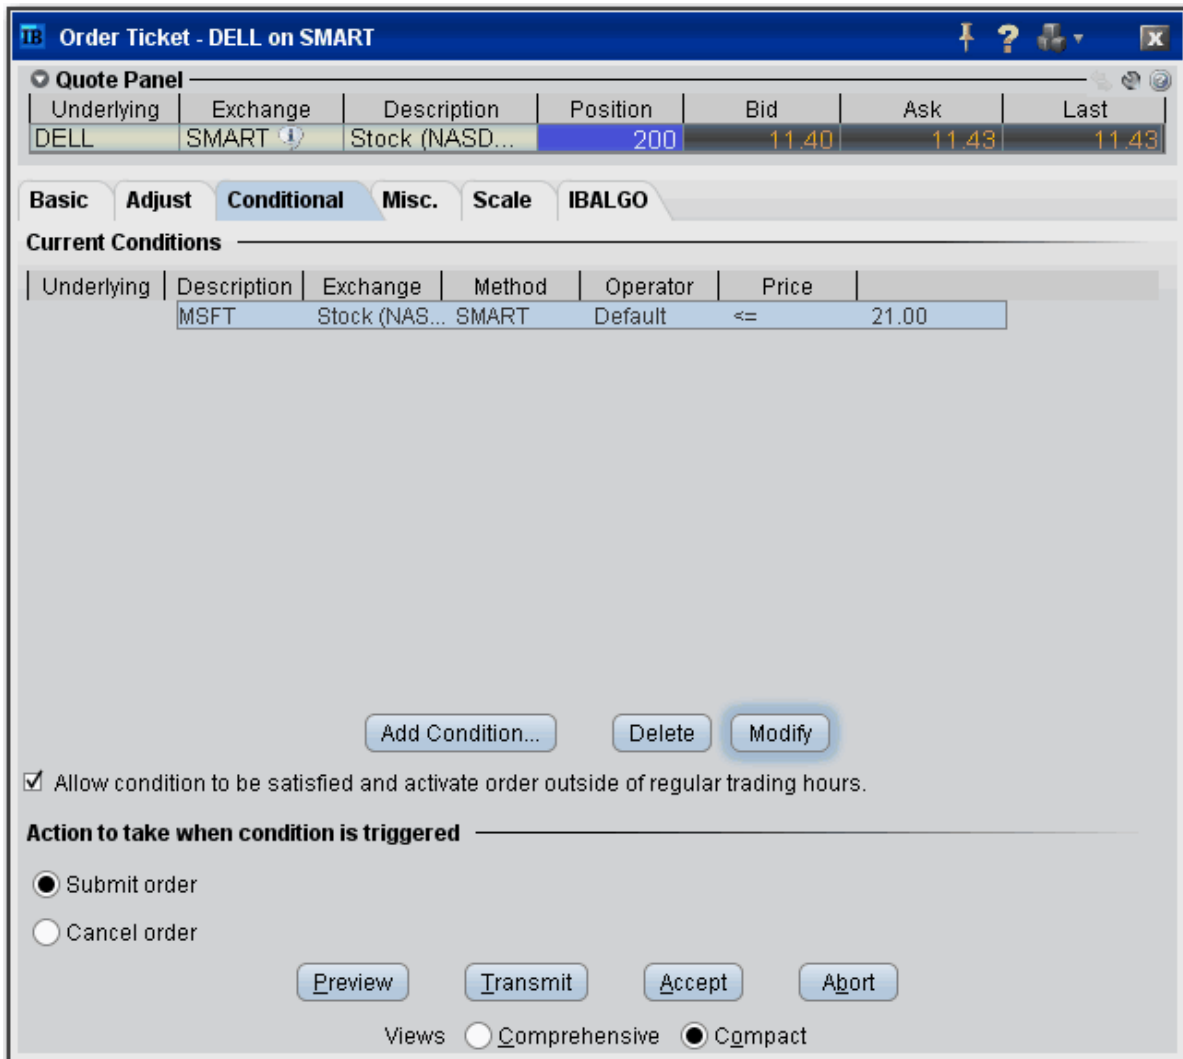 IB Order Ticket - DELL on SMART ?
Quote Panel
Underlying Exchange Description Position Bid Ask Last
DELL SMART Stock (NASD... 200 11.40 11.43 11.43
Basic Adjust Conditional Misc. Scale IBALGO
Current Conditions
Underlying Description Exchange Method Operator Price
MSFT Stock (NAS... SMART Default <= 21.00
Add Condition... Delete Modify
Allow condition to be satisfied and activate order outside of regular trading hours.
Action to take when condition is triggered
Submit order
Cancel order
Preview Transmit Accept Abort
Views Comprehensive Compact